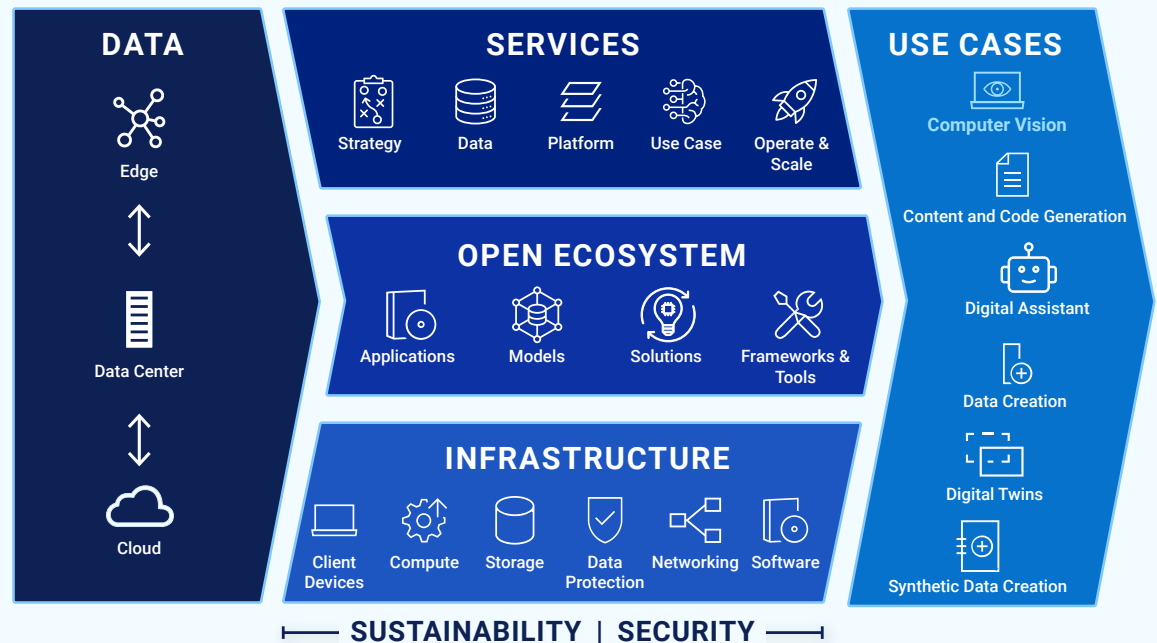 DATA
Edge
Data Center
Cloud
SERVICES
Strategy
Data
Platform
Use Case
Operate &
Scale
OPEN ECOSYSTEM
Applications
Models
Solutions
Frameworks &
Tools
INFRASTRUCTURE
Client
Devices
Compute
Storage
Data
Protection
Networking
Software
USE CASES
Computer Vision
Content and Code Generation
Digital Assistant
Data Creation
Digital Twins
Synthetic Data Creation
SUSTAINABILITY | SECURITY